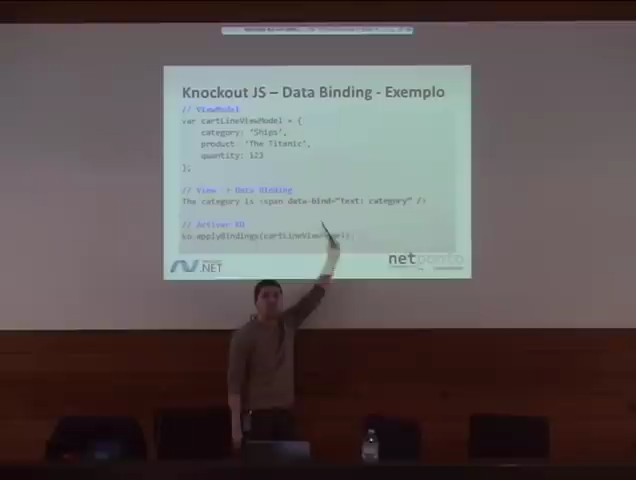 Knockout JS – Data Binding - Exemplo
// ViewModel
var cartLineViewModel = {
category: 'Ships',
product: 'The Titanic',
quantity: 123
};
// View -> Data Binding
The category is <span data-bind="text: category" />
// Activar KO
ko.applyBindings(cartLineViewModel);
.NET
netponto